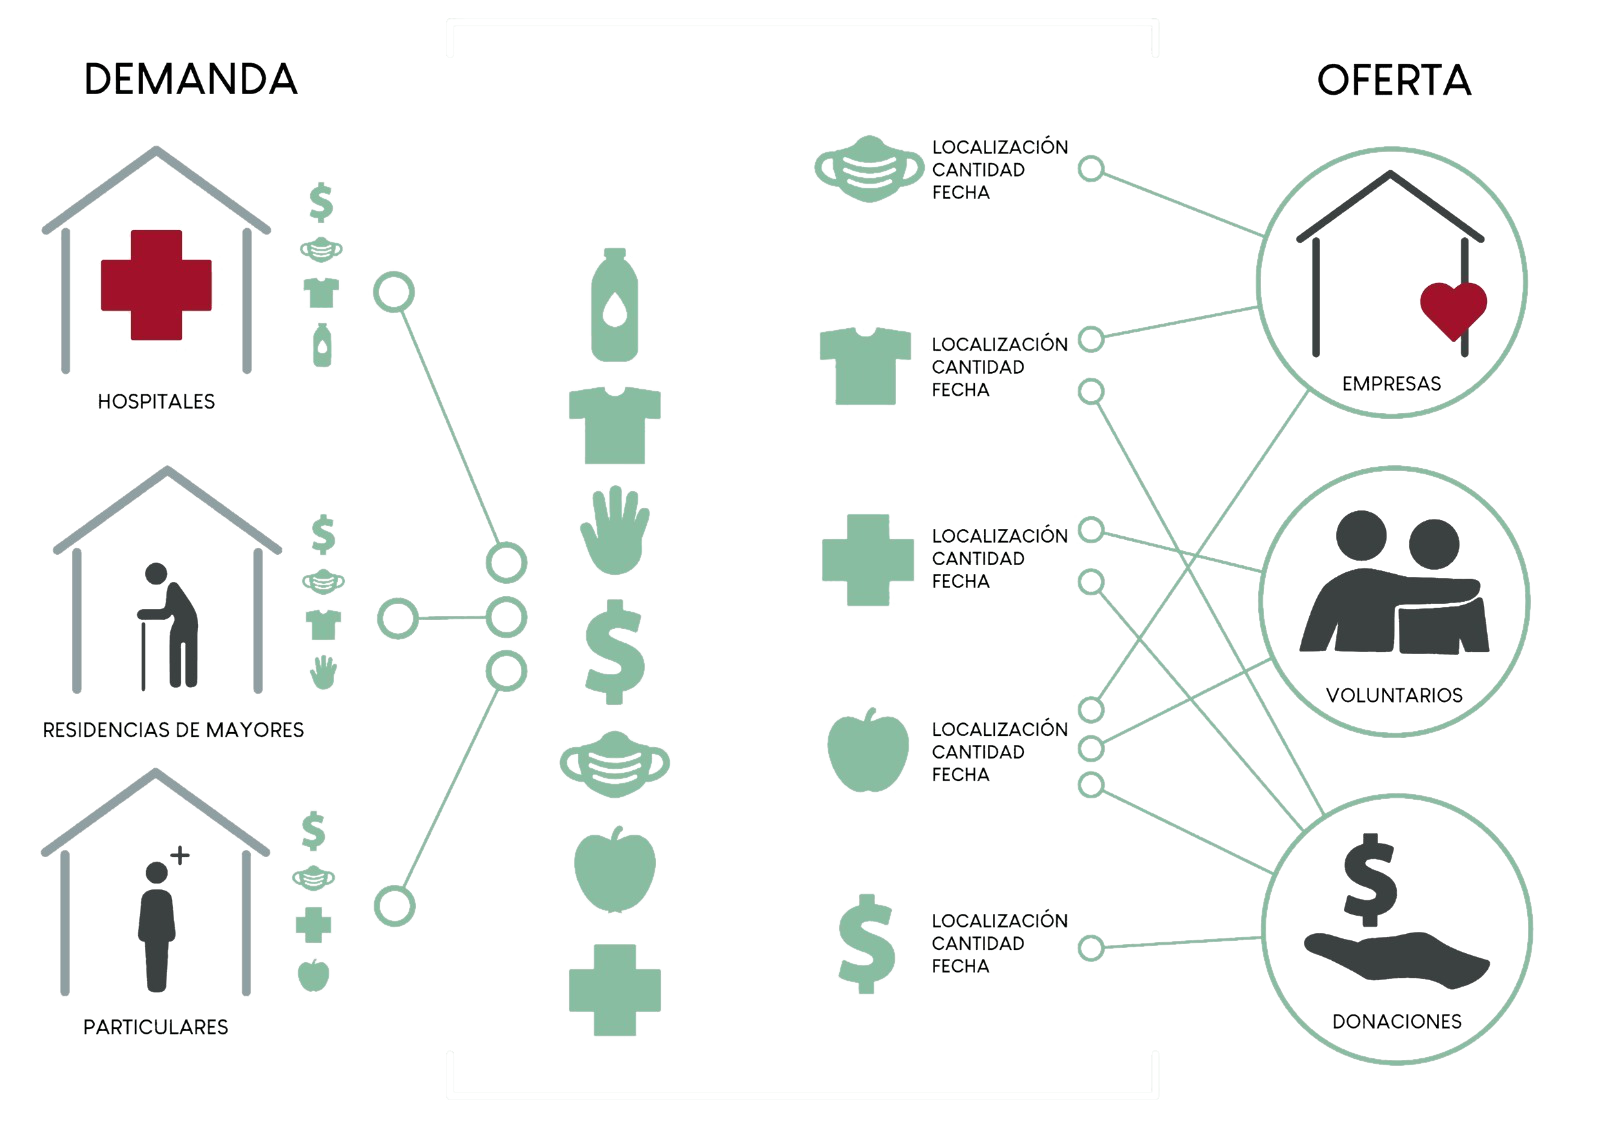 DEMANDA
HOSPITALES
RESIDENCIAS DE MAYORES
PARTICULARES
LOCALIZACIÓN
CANTIDAD
FECHA
LOCALIZACIÓN
CANTIDAD
FECHA
LOCALIZACIÓN
CANTIDAD
FECHA
LOCALIZACIÓN
CANTIDAD
FECHA
LOCALIZACIÓN
CANTIDAD
FECHA
OFERTA
EMPRESAS
VOLUNTARIOS
DONACIONES